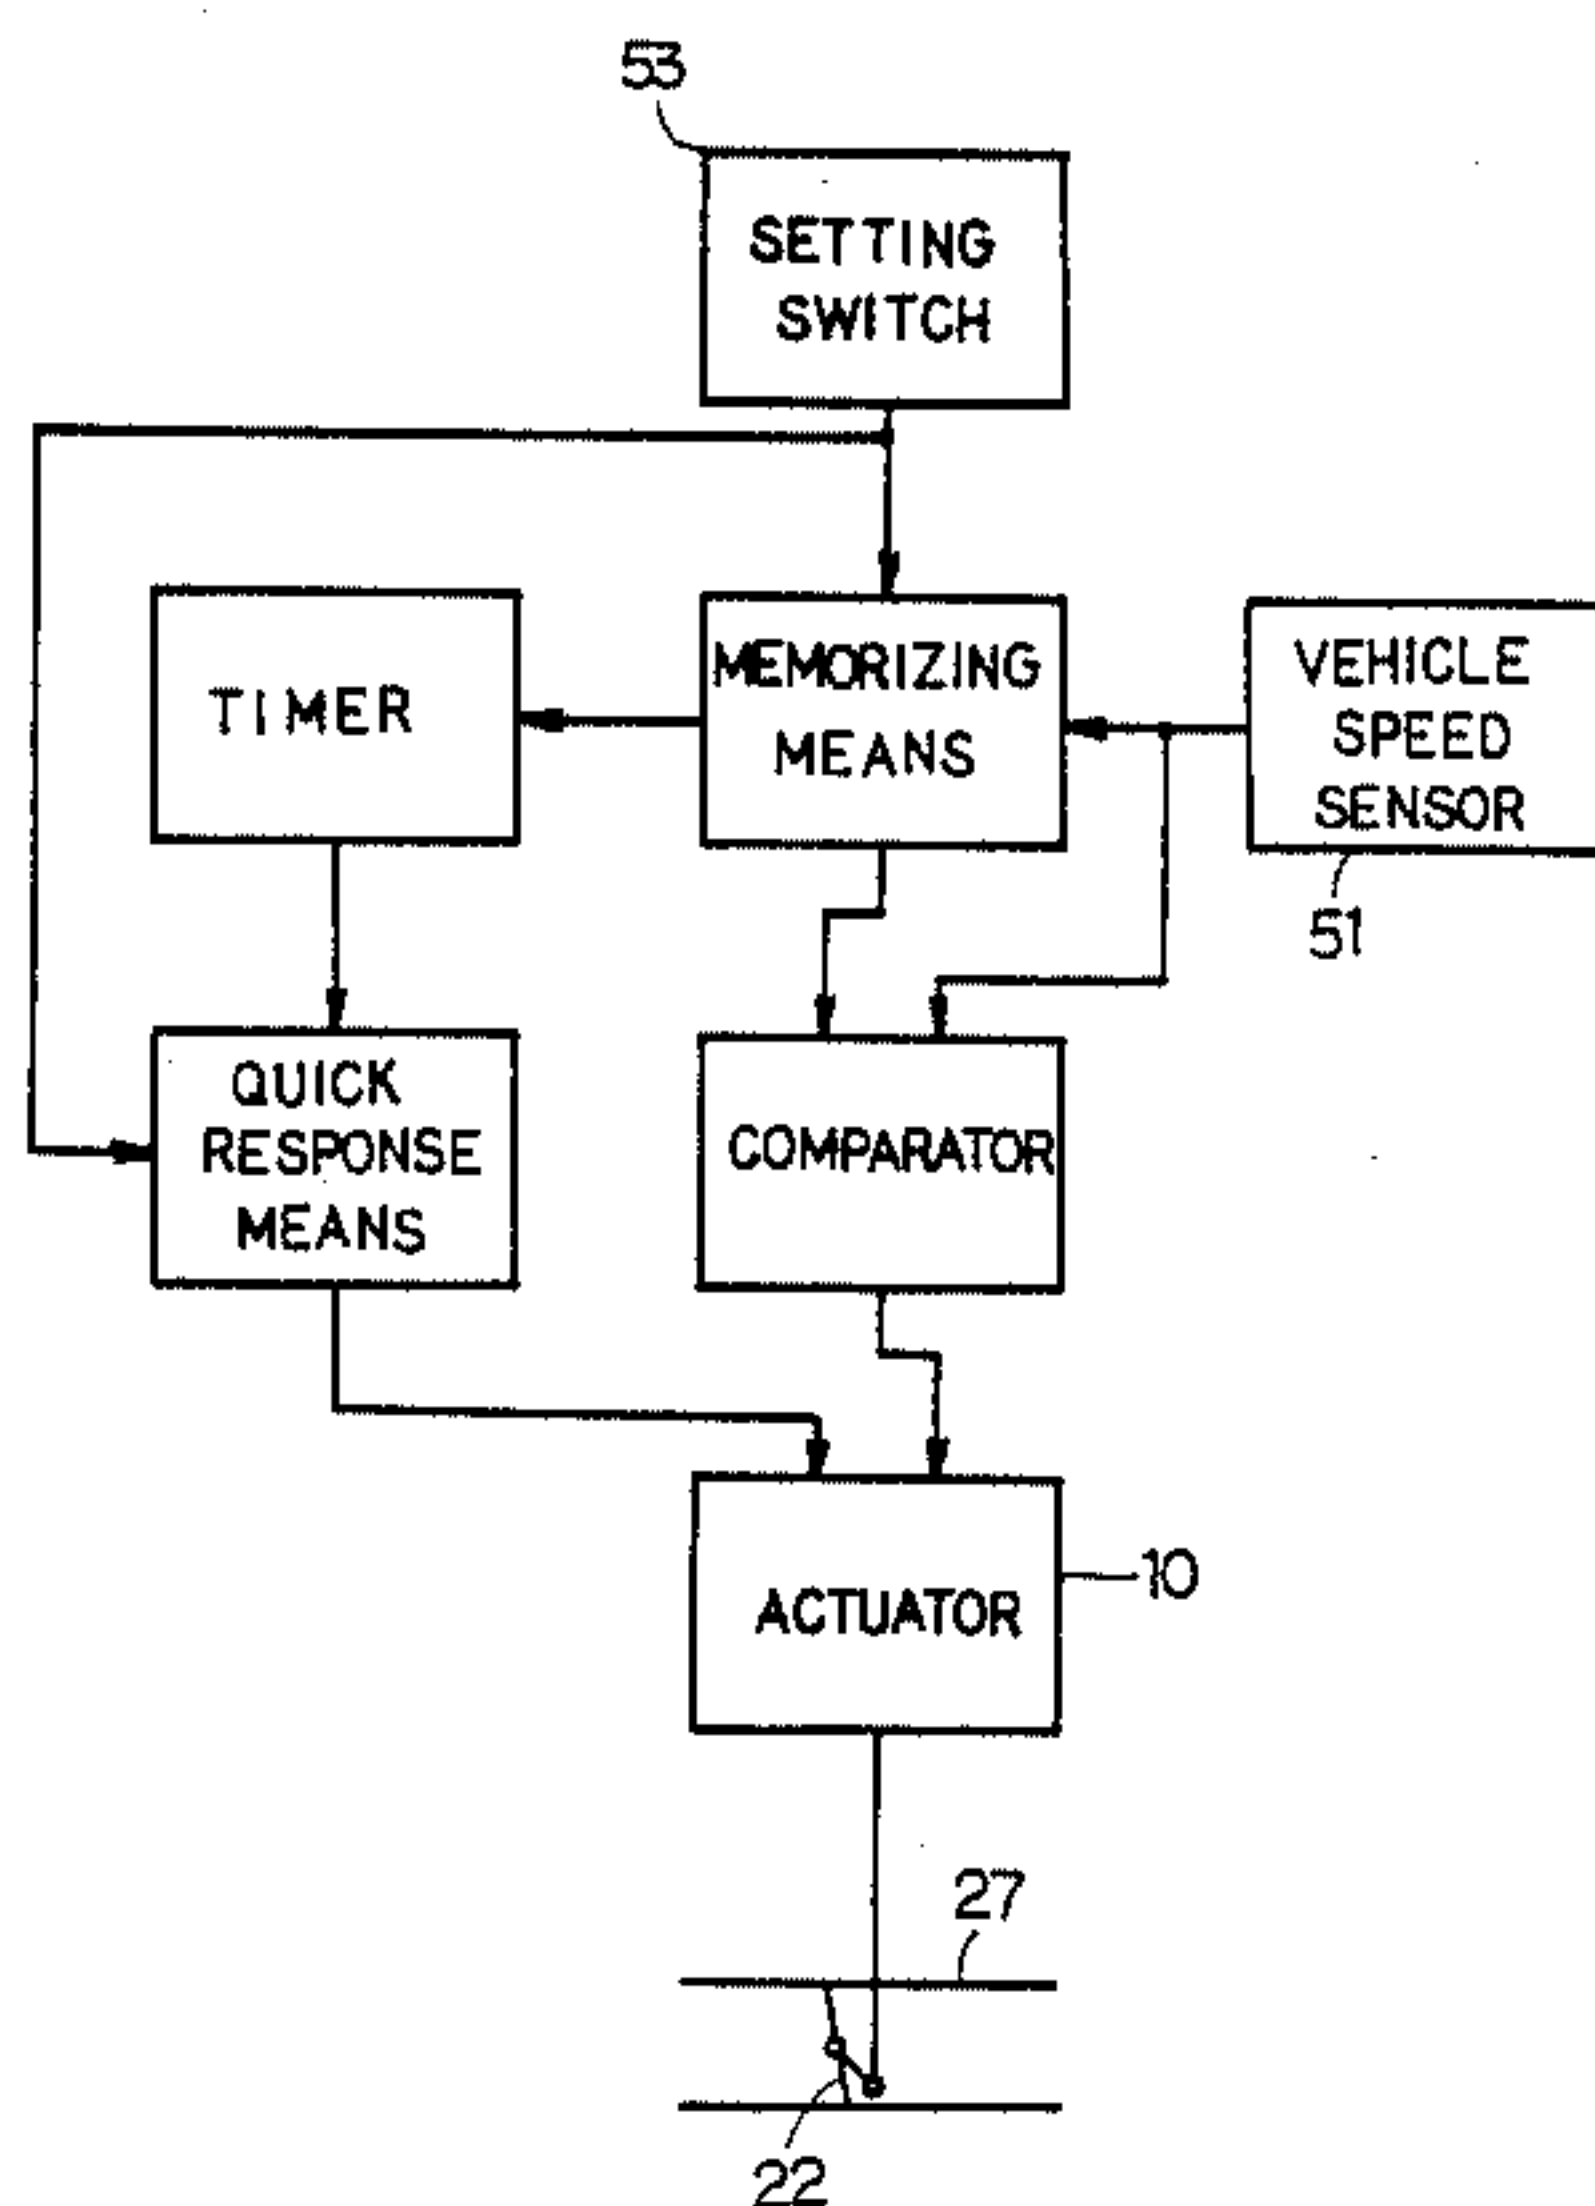 53
SETTING
SWITCH
TIMER
MEMORIZING
MEANS
VEHICLE
SPEED
SENSOR
51
QUICK
RESPONSE
MEANS
COMPARATOR
ACTUATOR
10
27
22